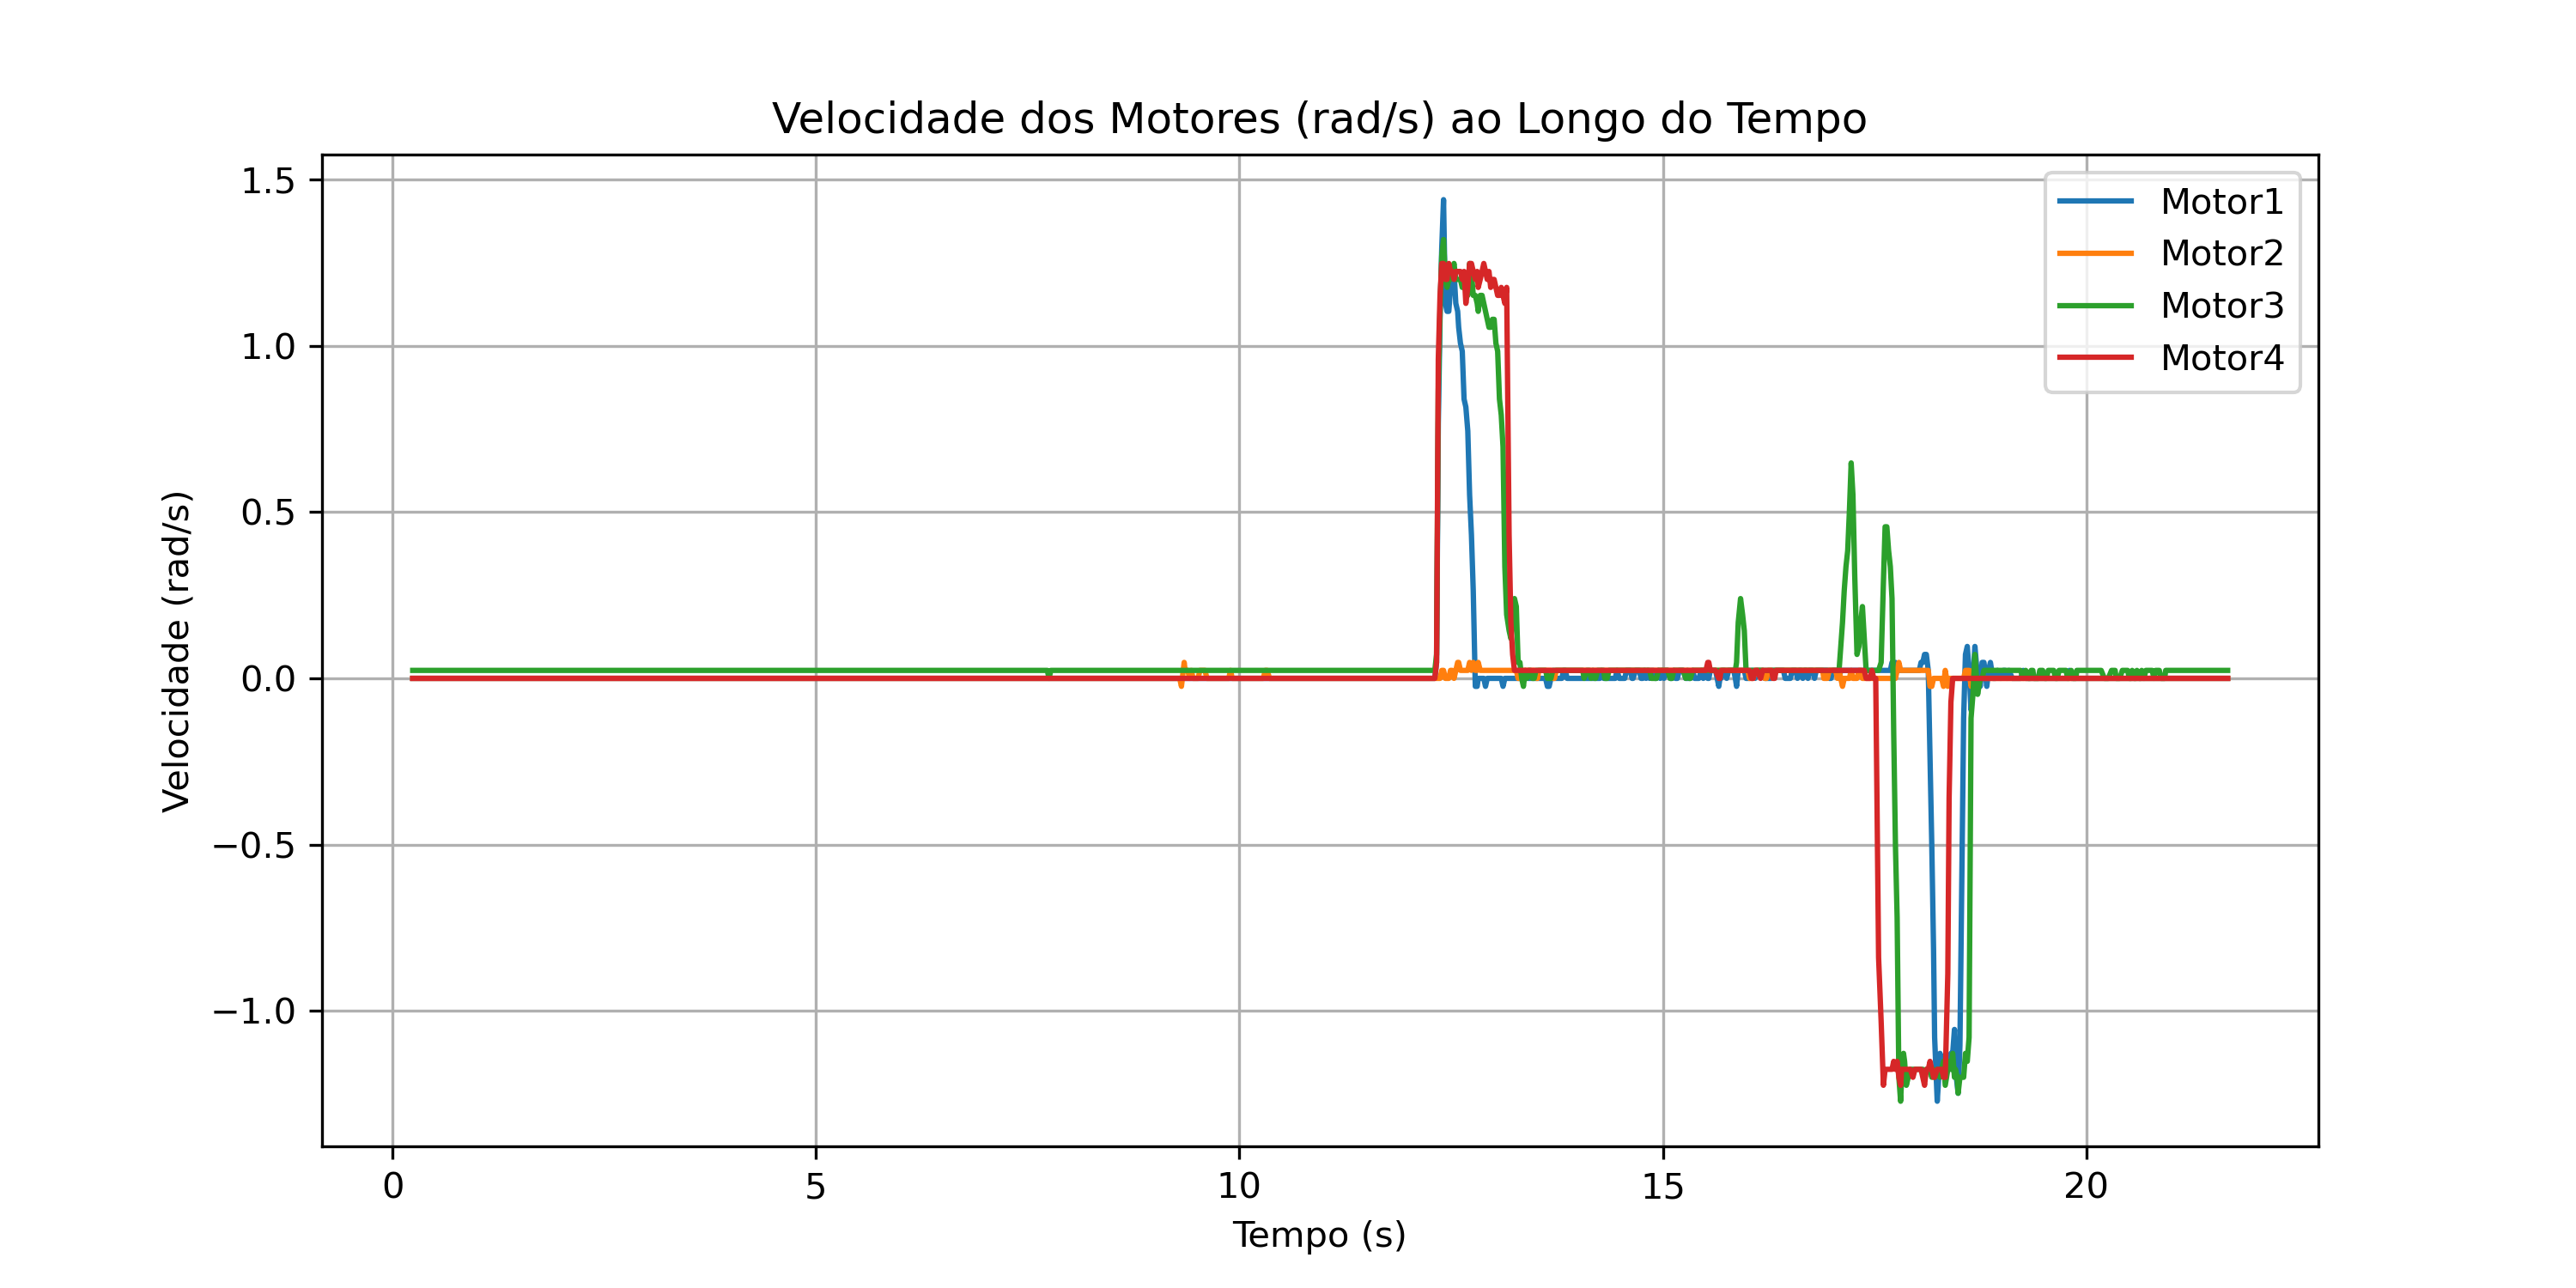 Velocidade dos Motores (rad/s) ao Longo do Tempo
1.5
1.0
0.5
0.0
−0.5
−1.0
Velocidade (rad/s)
Motor1
Motor2
Motor3
Motor4
0 5 10 15 20
Tempo (s)